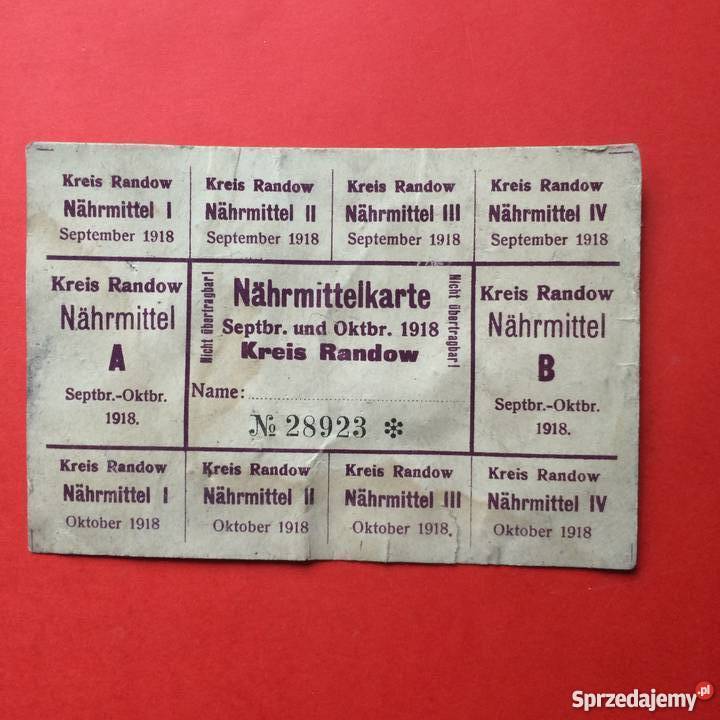 Kreis Randow
Nährmittel I
September 1918
Kreis Randow
Nährmittel II
September 1918
Kreis Randow
Nährmittel III
September 1918
Kreis Randow
Nährmittel IV
September 1918
Kreis Randow
Nährmittel
A
Septbr.-Oktbr.
1918.
Nicht übertragbar!
Nährmittelkarte
Septbr. und Oktbr. 1918
Kreis Randow
Name:
№ 28923 ✻
Nicht übertragbar!
Kreis Randow
Nährmittel
B
Septbr.-Oktbr.
1918.
Kreis Randow
Nährmittel I
Oktober 1918
Kreis Randow
Nährmittel II
Oktober 1918
Kreis Randow
Nährmittel III
Oktober 1918.
Kreis Randow
Nährmittel IV
Oktober 1918
Sprzedajemy.pl